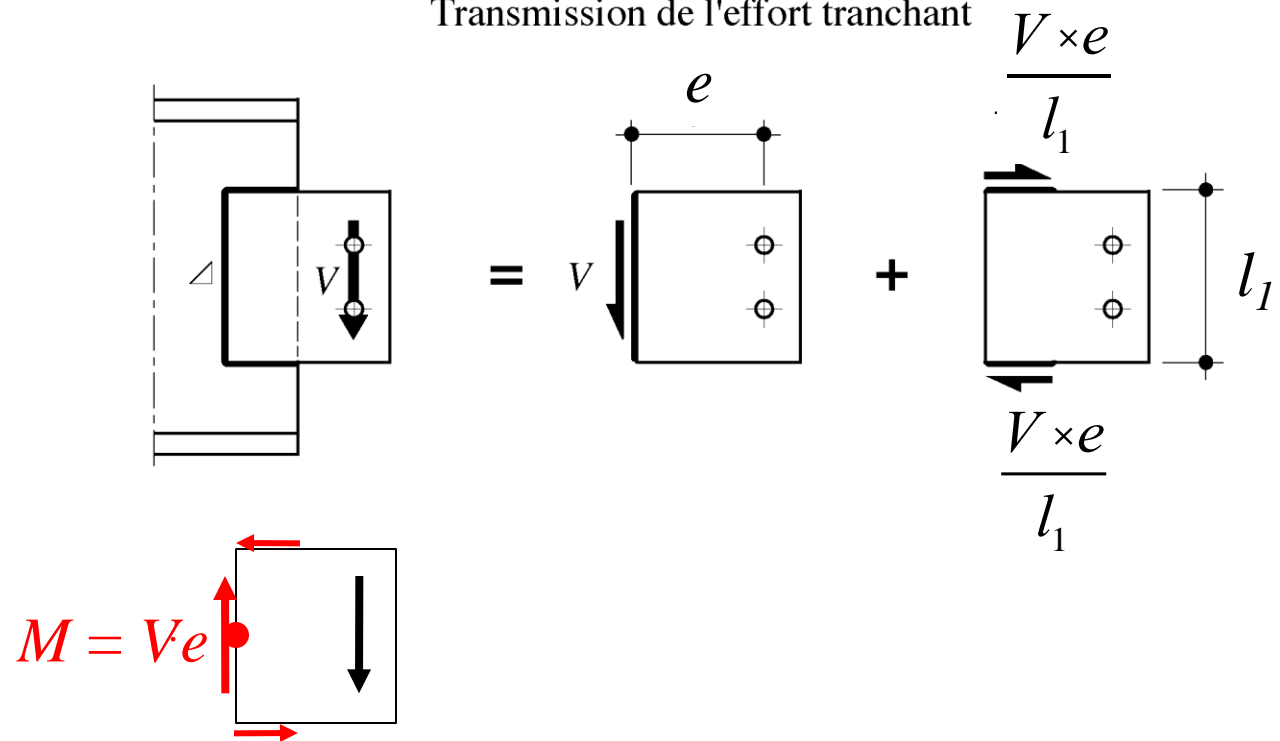 Transmission de l'effort tranchant
V ×e
l1
e
V
=
V
+
l1
V ×e
l1
M = V·e